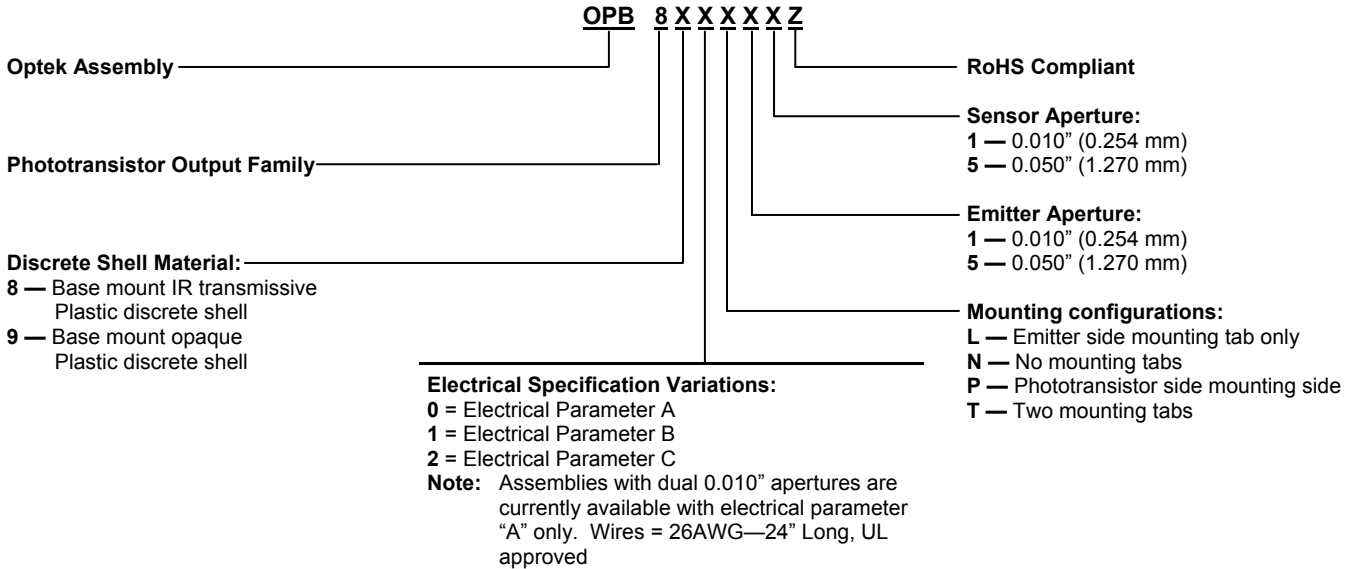 OPB 8 X X X X X Z
Optek Assembly
Phototransistor Output Family
Discrete Shell Material:
8 — Base mount IR transmissive
Plastic discrete shell
9 — Base mount opaque
Plastic discrete shell
Electrical Specification Variations:
0 = Electrical Parameter A
1 = Electrical Parameter B
2 = Electrical Parameter C
Note: Assemblies with dual 0.010” apertures are
currently available with electrical parameter
“A” only. Wires = 26AWG—24” Long, UL
approved
RoHS Compliant
Sensor Aperture:
1 — 0.010” (0.254 mm)
5 — 0.050” (1.270 mm)
Emitter Aperture:
1 — 0.010” (0.254 mm)
5 — 0.050” (1.270 mm)
Mounting configurations:
L — Emitter side mounting tab only
N — No mounting tabs
P — Phototransistor side mounting side
T — Two mounting tabs